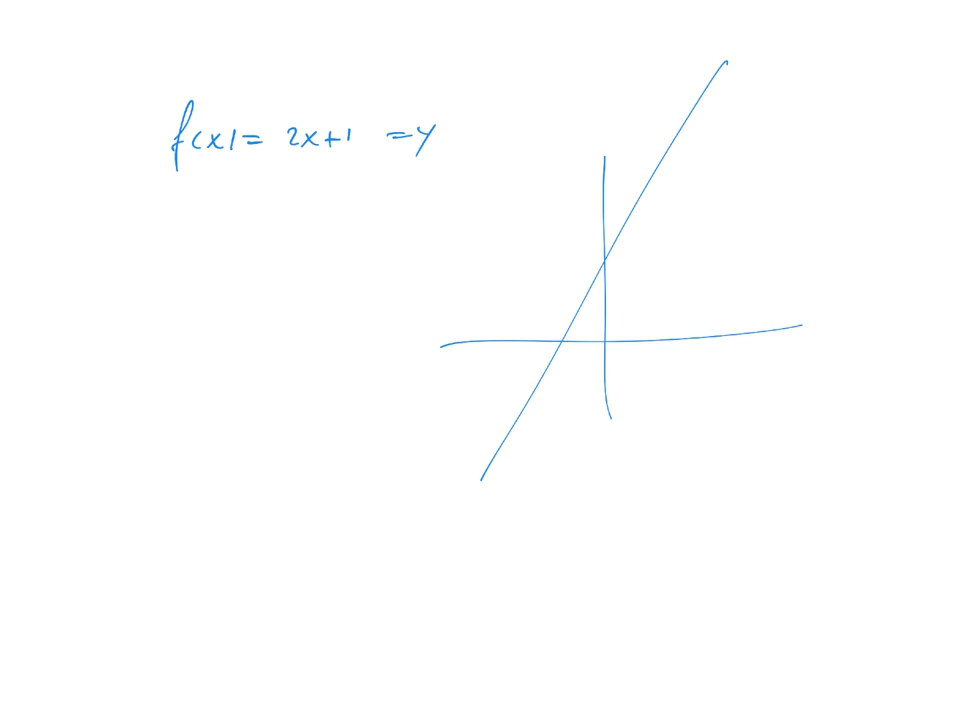 f(x) = 2x+1 = y